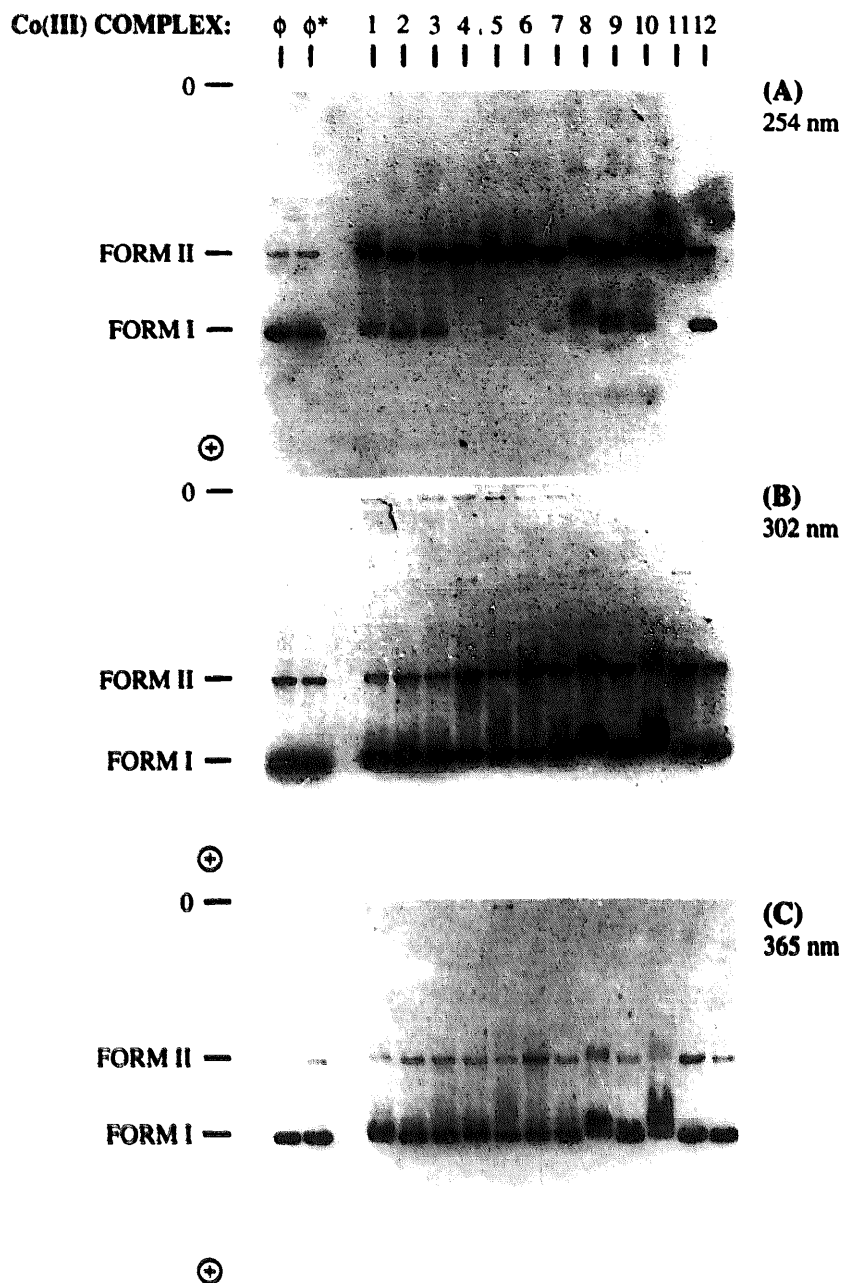 Co(III) COMPLEX: ϕ ϕ* 1 2 3 4 5 6 7 8 9 10 11 12
0
(A)
254 nm
FORM II
FORM I
⊕
0
(B)
302 nm
FORM II
FORM I
⊕
0
(C)
365 nm
FORM II
FORM I
⊕